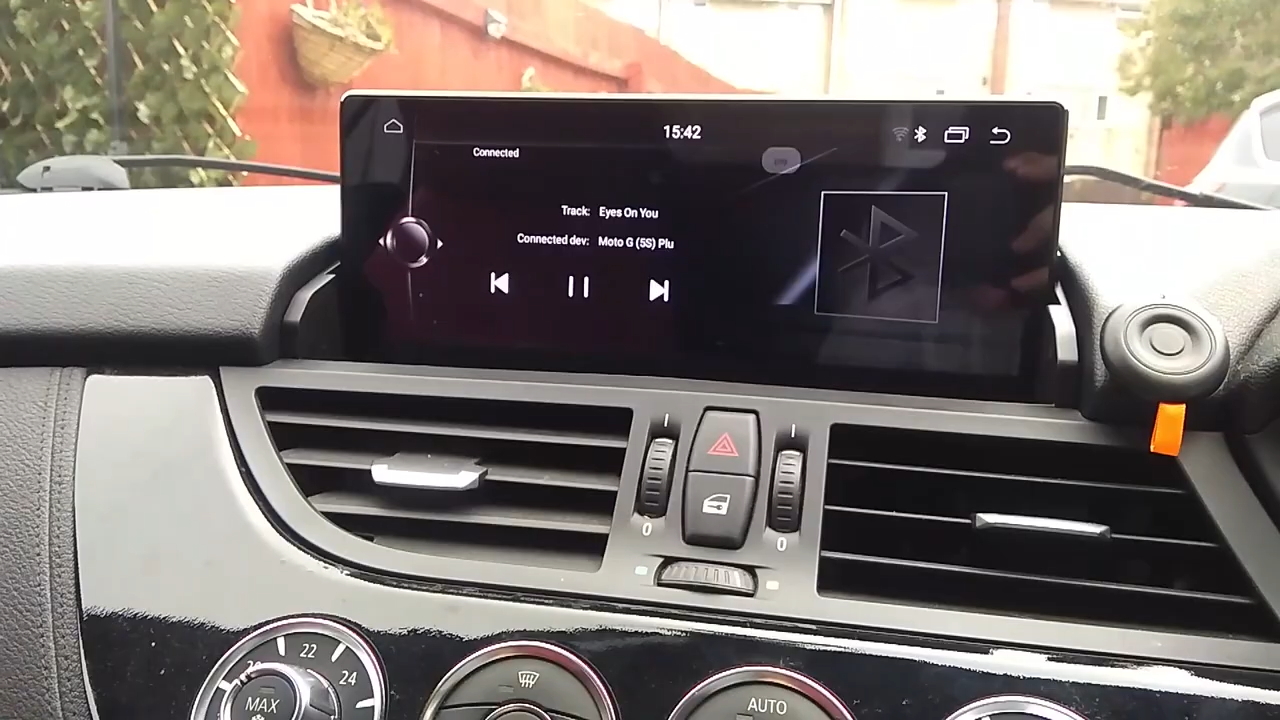 15:42
Connected
Track: Eyes On You
Connected dev: Moto G (5S) Plu
0
0
22
24
MAX
AUTO